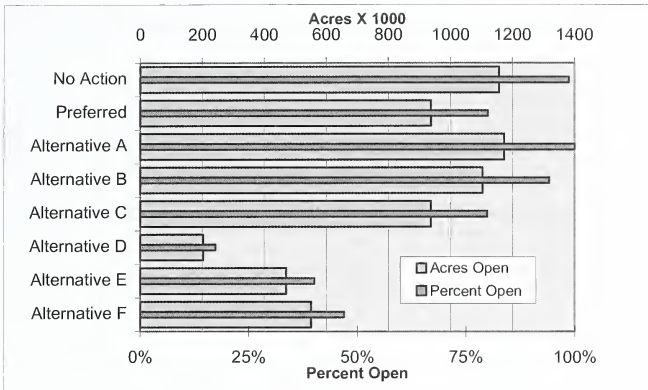 Acres X 1000
0 200 400 600 800 1000 1200 1400
No Action
Preferred
Alternative A
Alternative B
Alternative C
Alternative D
Alternative E
Alternative F
Acres Open
Percent Open
0% 25% 50% 75% 100%
Percent Open